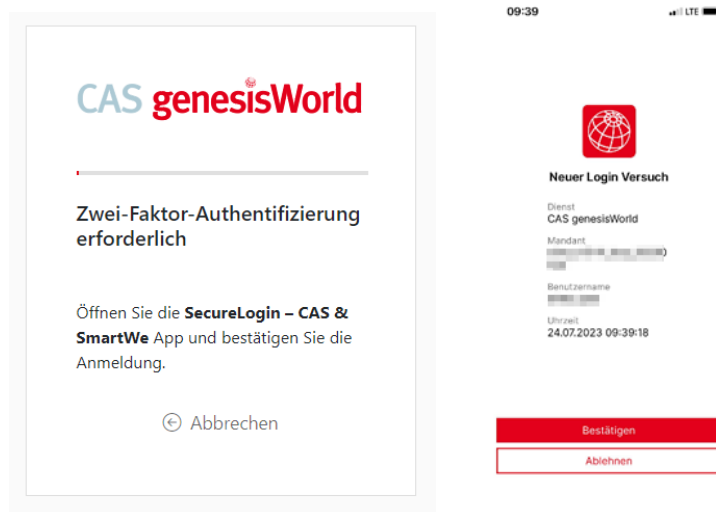 CAS genesisWorld
Zwei-Faktor-Authentifizierung
erforderlich
Öffnen Sie die SecureLogin – CAS &
SmartWe App und bestätigen Sie die
Anmeldung.
Abbrechen
09:39
LTE
Neuer Login Versuch
Dienst
CAS genesisWorld
Mandant
Benutzername
Uhrzeit
24.07.2023 09:39:18
Bestätigen
Ablehnen